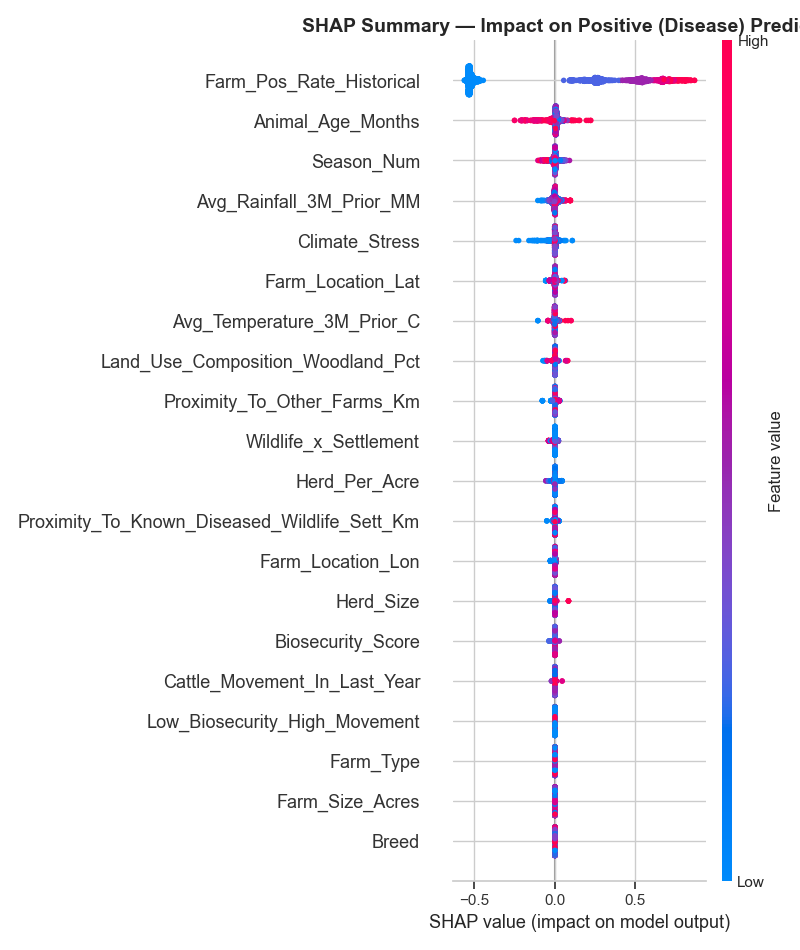 SHAP Summary — Impact on Positive (Disease) Predi
High
Farm_Pos_Rate_Historical
Animal_Age_Months
Season_Num
Avg_Rainfall_3M_Prior_MM
Climate_Stress
Farm_Location_Lat
Avg_Temperature_3M_Prior_C
Land_Use_Composition_Woodland_Pct
Proximity_To_Other_Farms_Km
Wildlife_x_Settlement
Herd_Per_Acre
Proximity_To_Known_Diseased_Wildlife_Sett_Km
Farm_Location_Lon
Herd_Size
Biosecurity_Score
Cattle_Movement_In_Last_Year
Low_Biosecurity_High_Movement
Farm_Type
Farm_Size_Acres
Breed
Feature value
Low
−0.5 0.0 0.5
SHAP value (impact on model output)